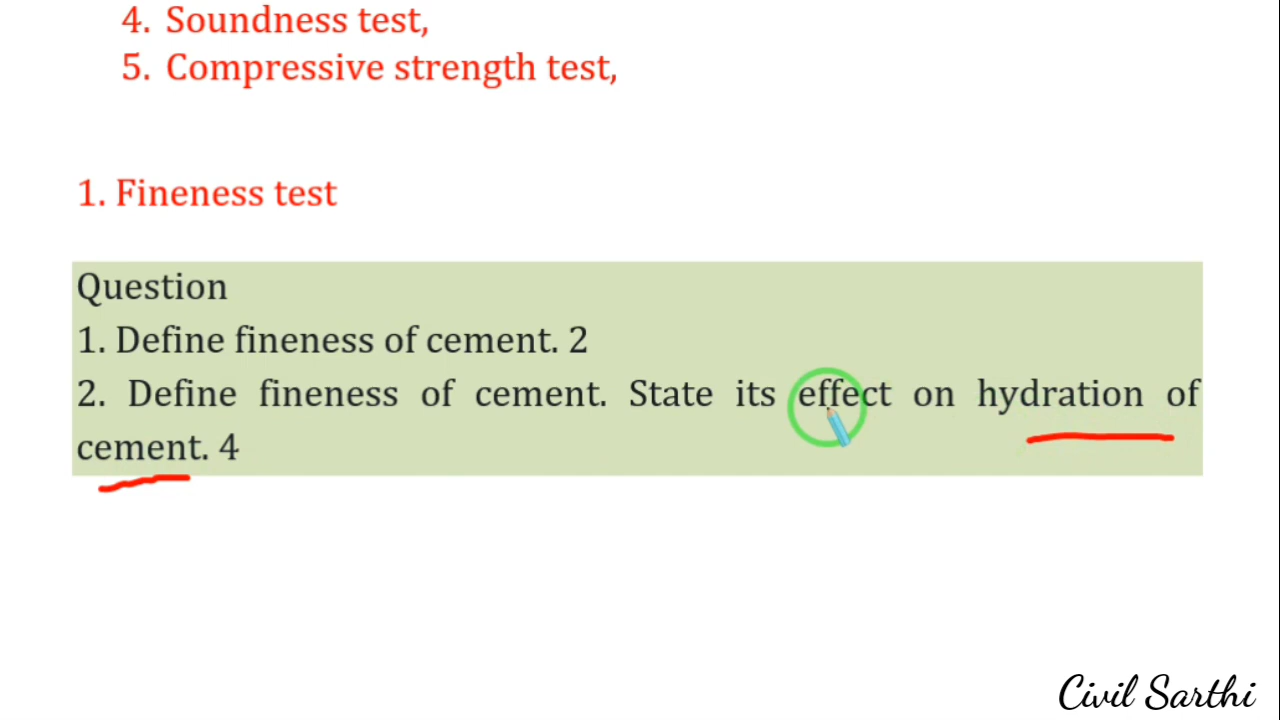 4. Soundness test,
5. Compressive strength test,
1. Fineness test
Question
1. Define fineness of cement. 2
2. Define fineness of cement. State its effect on hydration of
cement. 4
Civil Sarthi